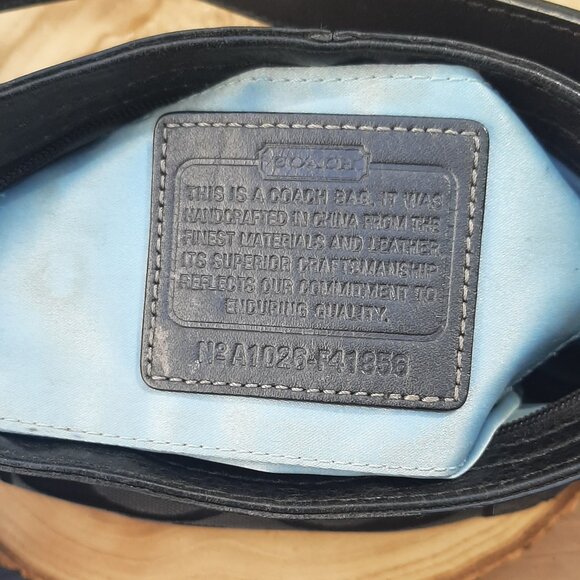 COACH
THIS IS A COACH BAG. IT WAS
HANDCRAFTED IN CHINA FROM THE
FINEST MATERIALS AND LEATHER.
ITS SUPERIOR CRAFTSMANSHIP
REFLECTS OUR COMMITMENT TO
ENDURING QUALITY.
Nº A1026-F41356